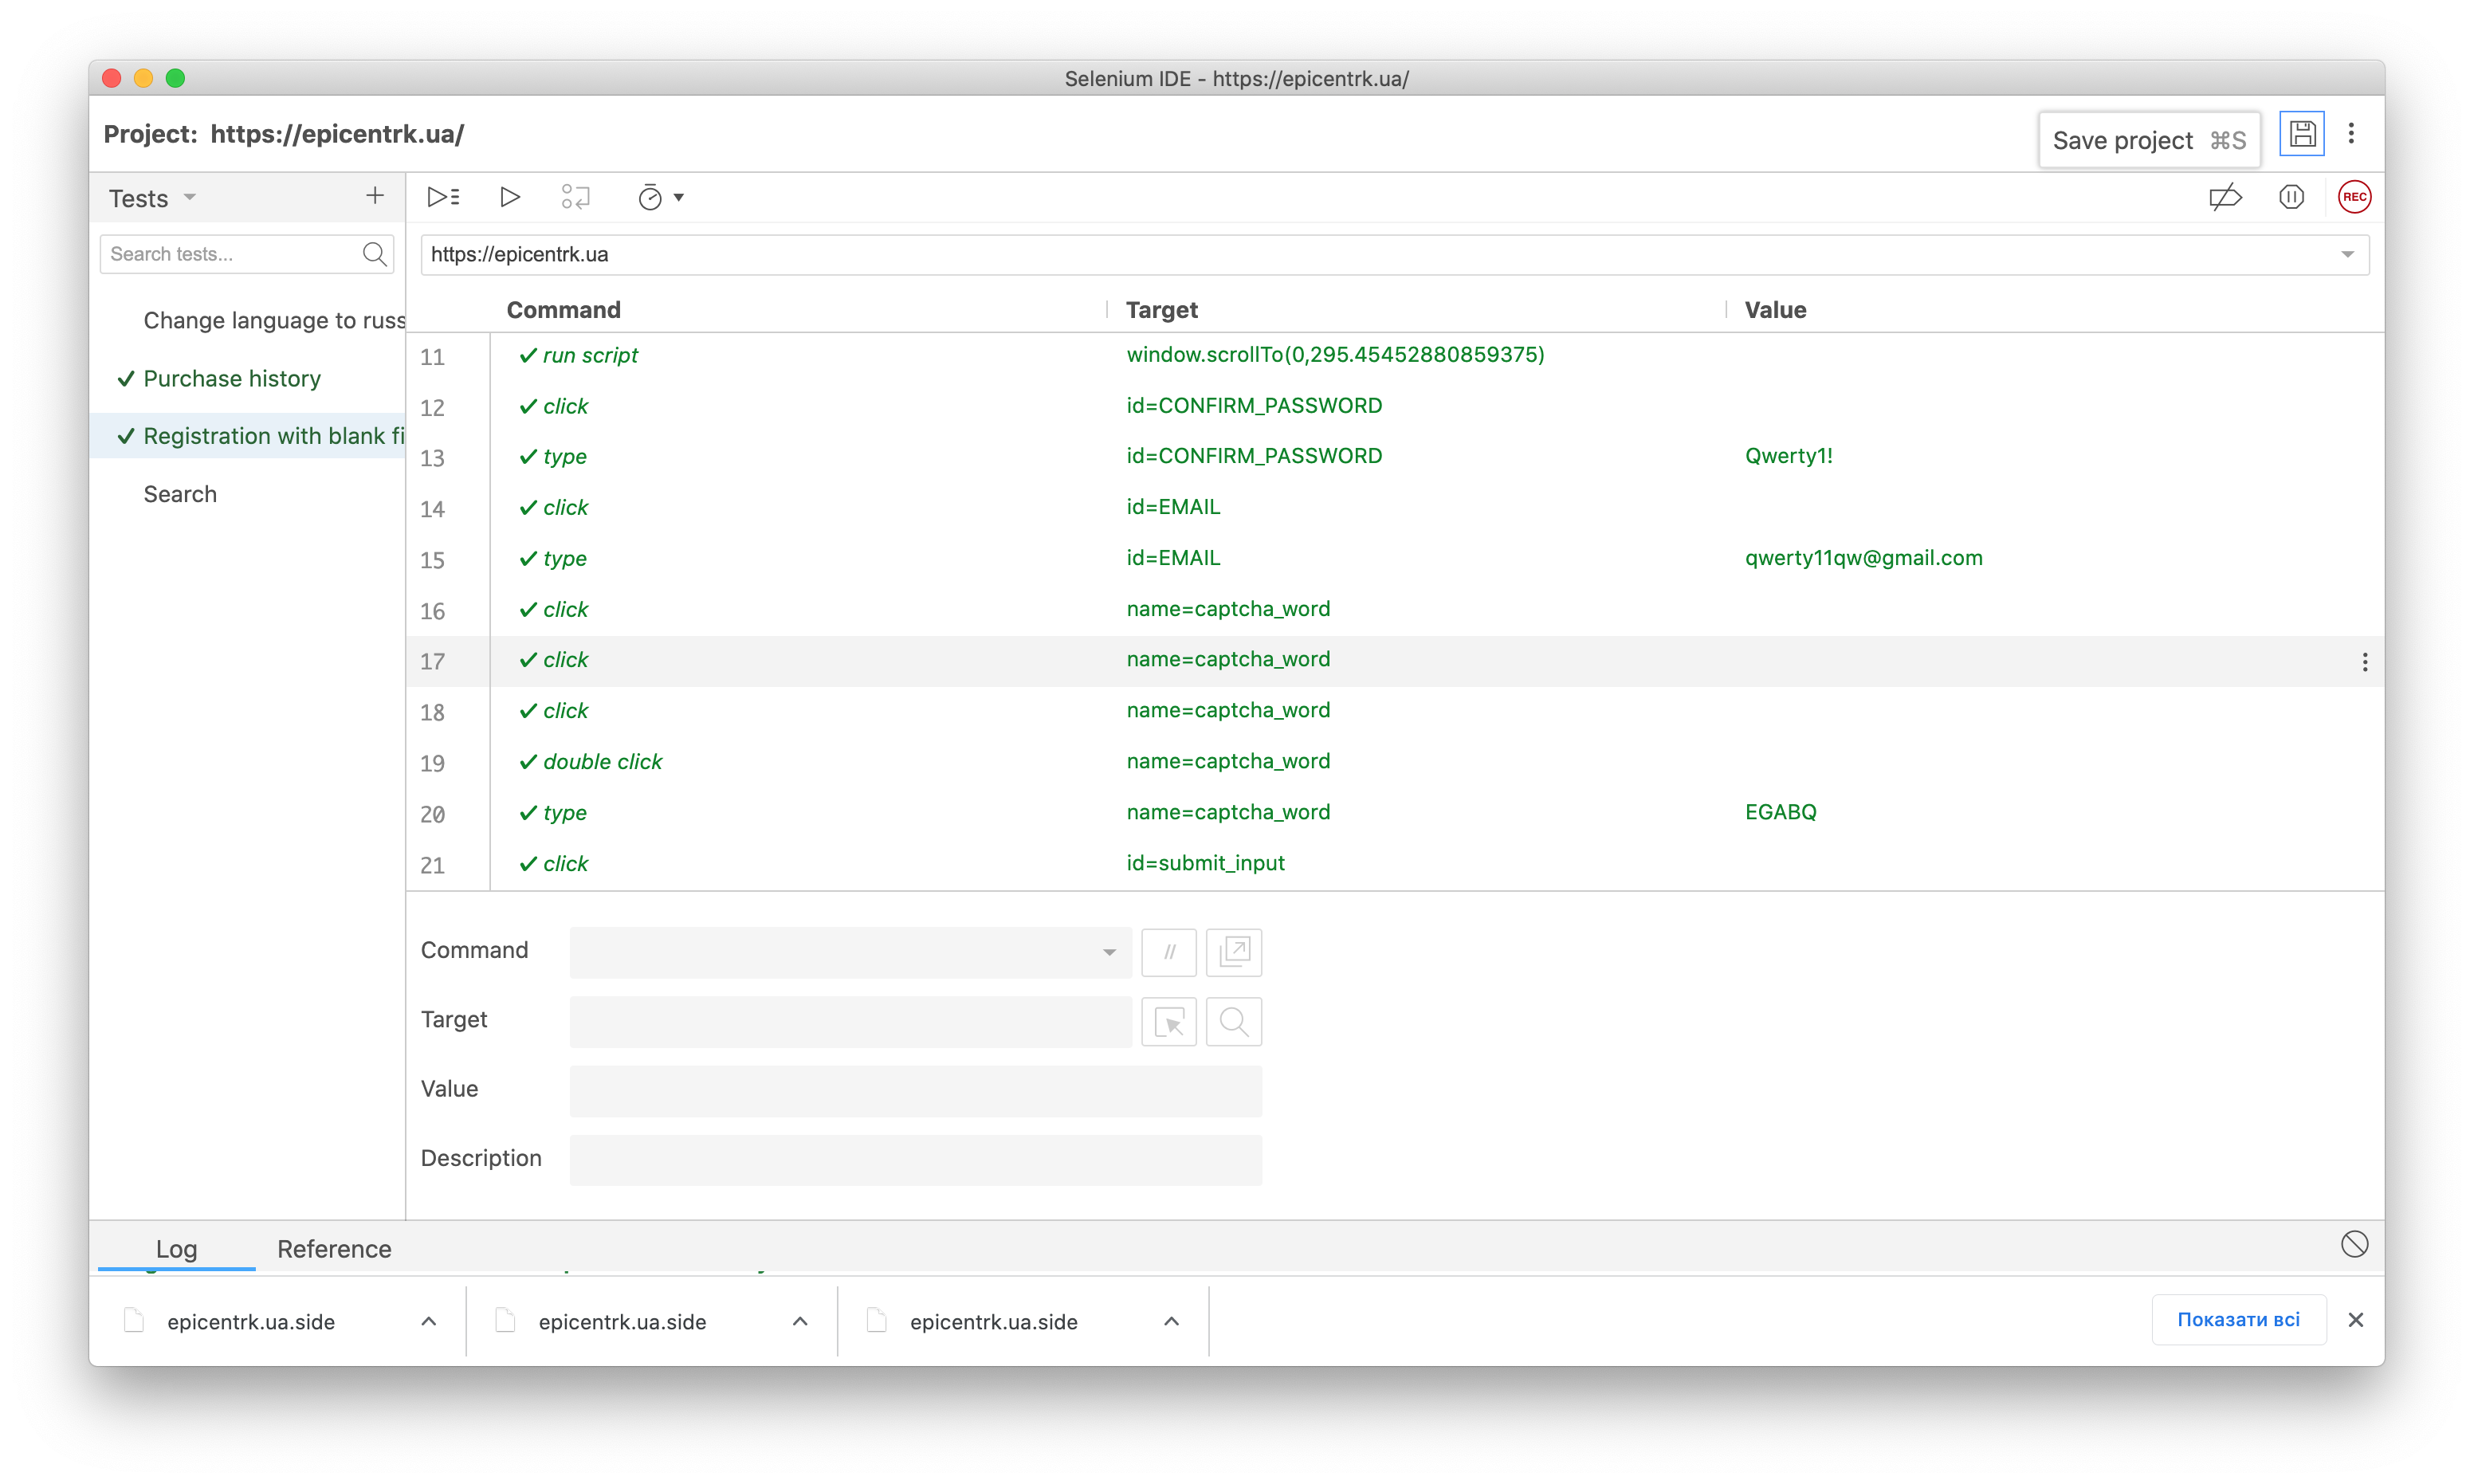 Selenium IDE - https://epicentrk.ua/
Project: https://epicentrk.ua/
Save project ⌘S
Tests
REC
Search tests...
https://epicentrk.ua
Command Target Value
Change language to russ
Purchase history
Registration with blank fi
Search
11 run script window.scrollTo(0,295.45452880859375)
12 click id=CONFIRM_PASSWORD
13 type id=CONFIRM_PASSWORD Qwerty1!
14 click id=EMAIL
15 type id=EMAIL qwerty11qw@gmail.com
16 click name=captcha_word
17 click name=captcha_word
18 click name=captcha_word
19 double click name=captcha_word
20 type name=captcha_word EGABQ
21 click id=submit_input
Command //
Target
Value
Description
Log Reference
epicentrk.ua.side epicentrk.ua.side epicentrk.ua.side Показати всі